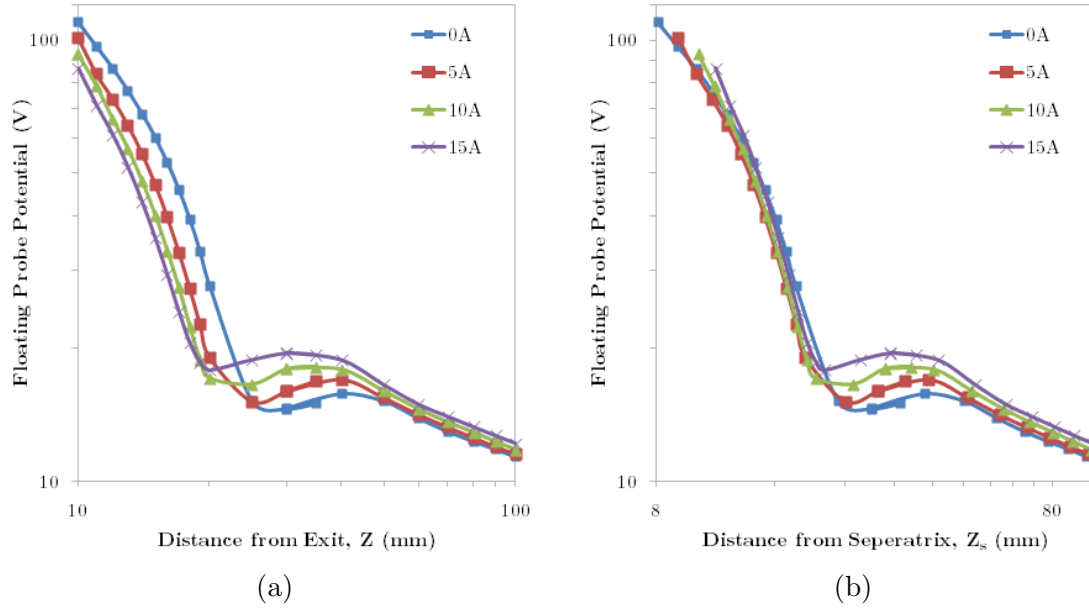 100
10
10
100
Floating Probe Potential (V)
Distance from Exit, Z (mm)
0A
5A
10A
15A
(a)
100
10
8
80
Floating Probe Potential (V)
Distance from Seperatrix, Zs (mm)
0A
5A
10A
15A
(b)